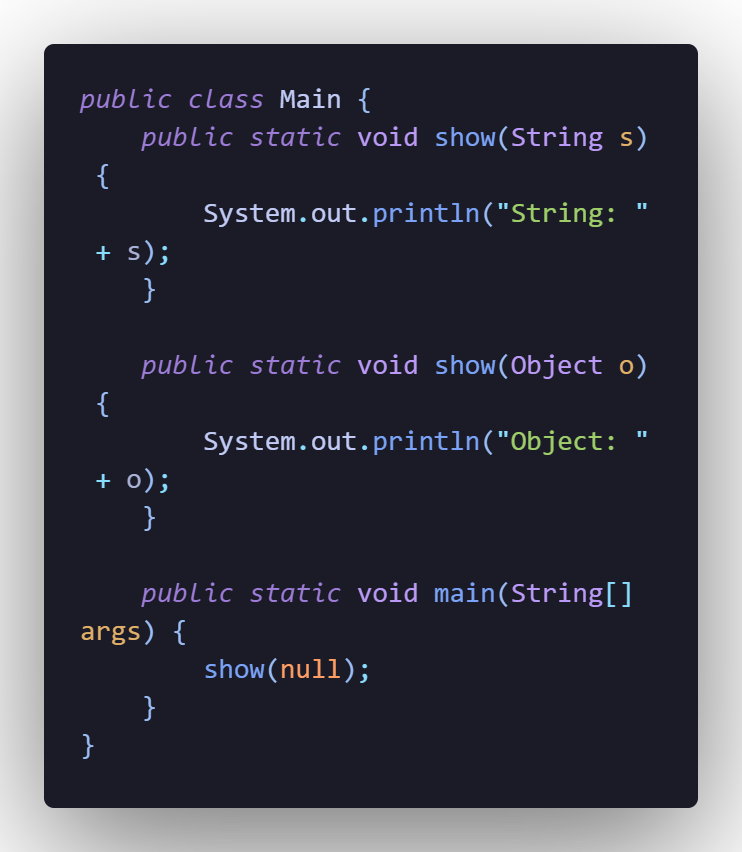 public class Main {
    public static void show(String s)
 {
        System.out.println("String: "
 + s);
    }

    public static void show(Object o)
 {
        System.out.println("Object: "
 + o);
    }

    public static void main(String[]
args) {
        show(null);
    }
}